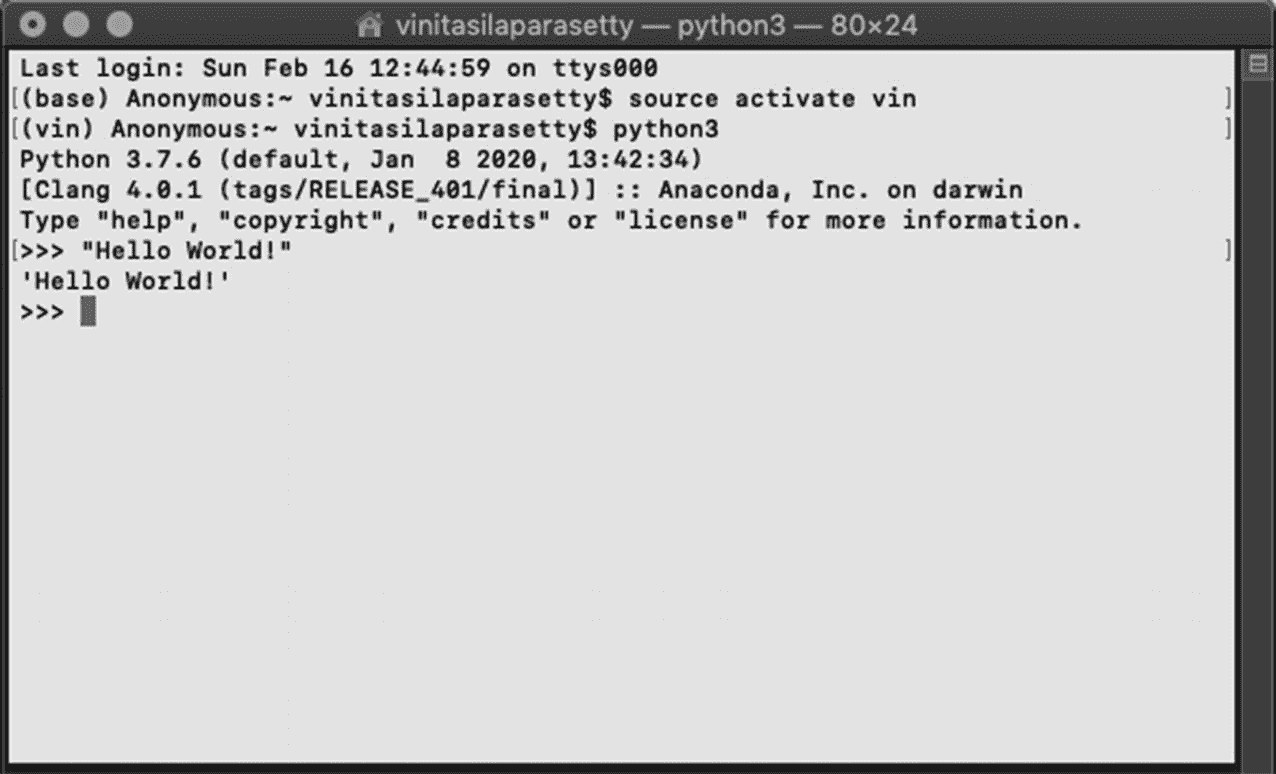 vinitasilaparasetty — python3 — 80×24
Last login: Sun Feb 16 12:44:59 on ttys000
[(base) Anonymous:~ vinitasilaparasetty$ source activate vin ]
[(vin) Anonymous:~ vinitasilaparasetty$ python3 ]
Python 3.7.6 (default, Jan  8 2020, 13:42:34)
[Clang 4.0.1 (tags/RELEASE_401/final)] :: Anaconda, Inc. on darwin
Type "help", "copyright", "credits" or "license" for more information.
[>>> "Hello World!" ]
'Hello World!'
>>>